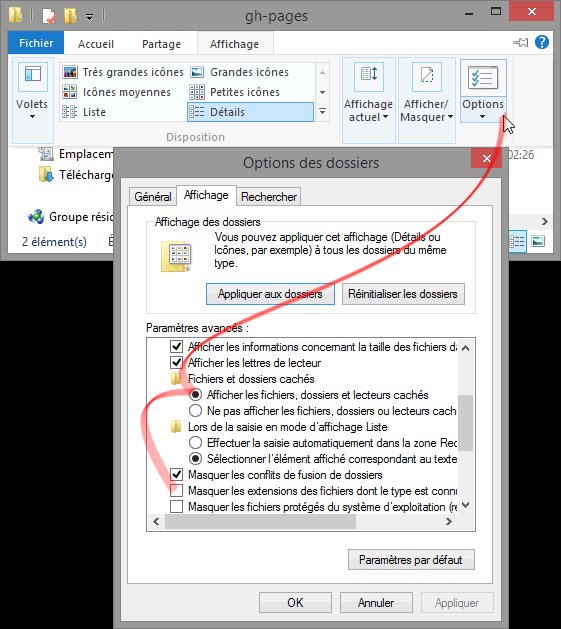 gh-pages
Fichier Accueil Partage Affichage
Volets
Très grandes icônes Grandes icônes
Icônes moyennes Petites icônes
Liste Détails
Disposition
Affichage actuel
Afficher/ Masquer
Options
Emplacem
02:26
Télécharge
Groupe rési
2 élément(s)
Options des dossiers
Général Affichage Rechercher
Affichage des dossiers
Vous pouvez appliquer cet affichage (Détails ou
Icônes, par exemple) à tous les dossiers du même
type.
Appliquer aux dossiers Réinitialiser les dossiers
Paramètres avancés :
Afficher les informations concernant la taille des fichiers da
Afficher les lettres de lecteur
Fichiers et dossiers cachés
Afficher les fichiers, dossiers et lecteurs cachés
Ne pas afficher les fichiers, dossiers ou lecteurs cach
Lors de la saisie en mode d'affichage Liste
Effectuer la saisie automatiquement dans la zone Rec
Sélectionner l'élément affiché correspondant au texte
Masquer les conflits de fusion de dossiers
Masquer les extensions des fichiers dont le type est connu
Masquer les fichiers protégés du système d'exploitation (re
Paramètres par défaut
OK Annuler Appliquer